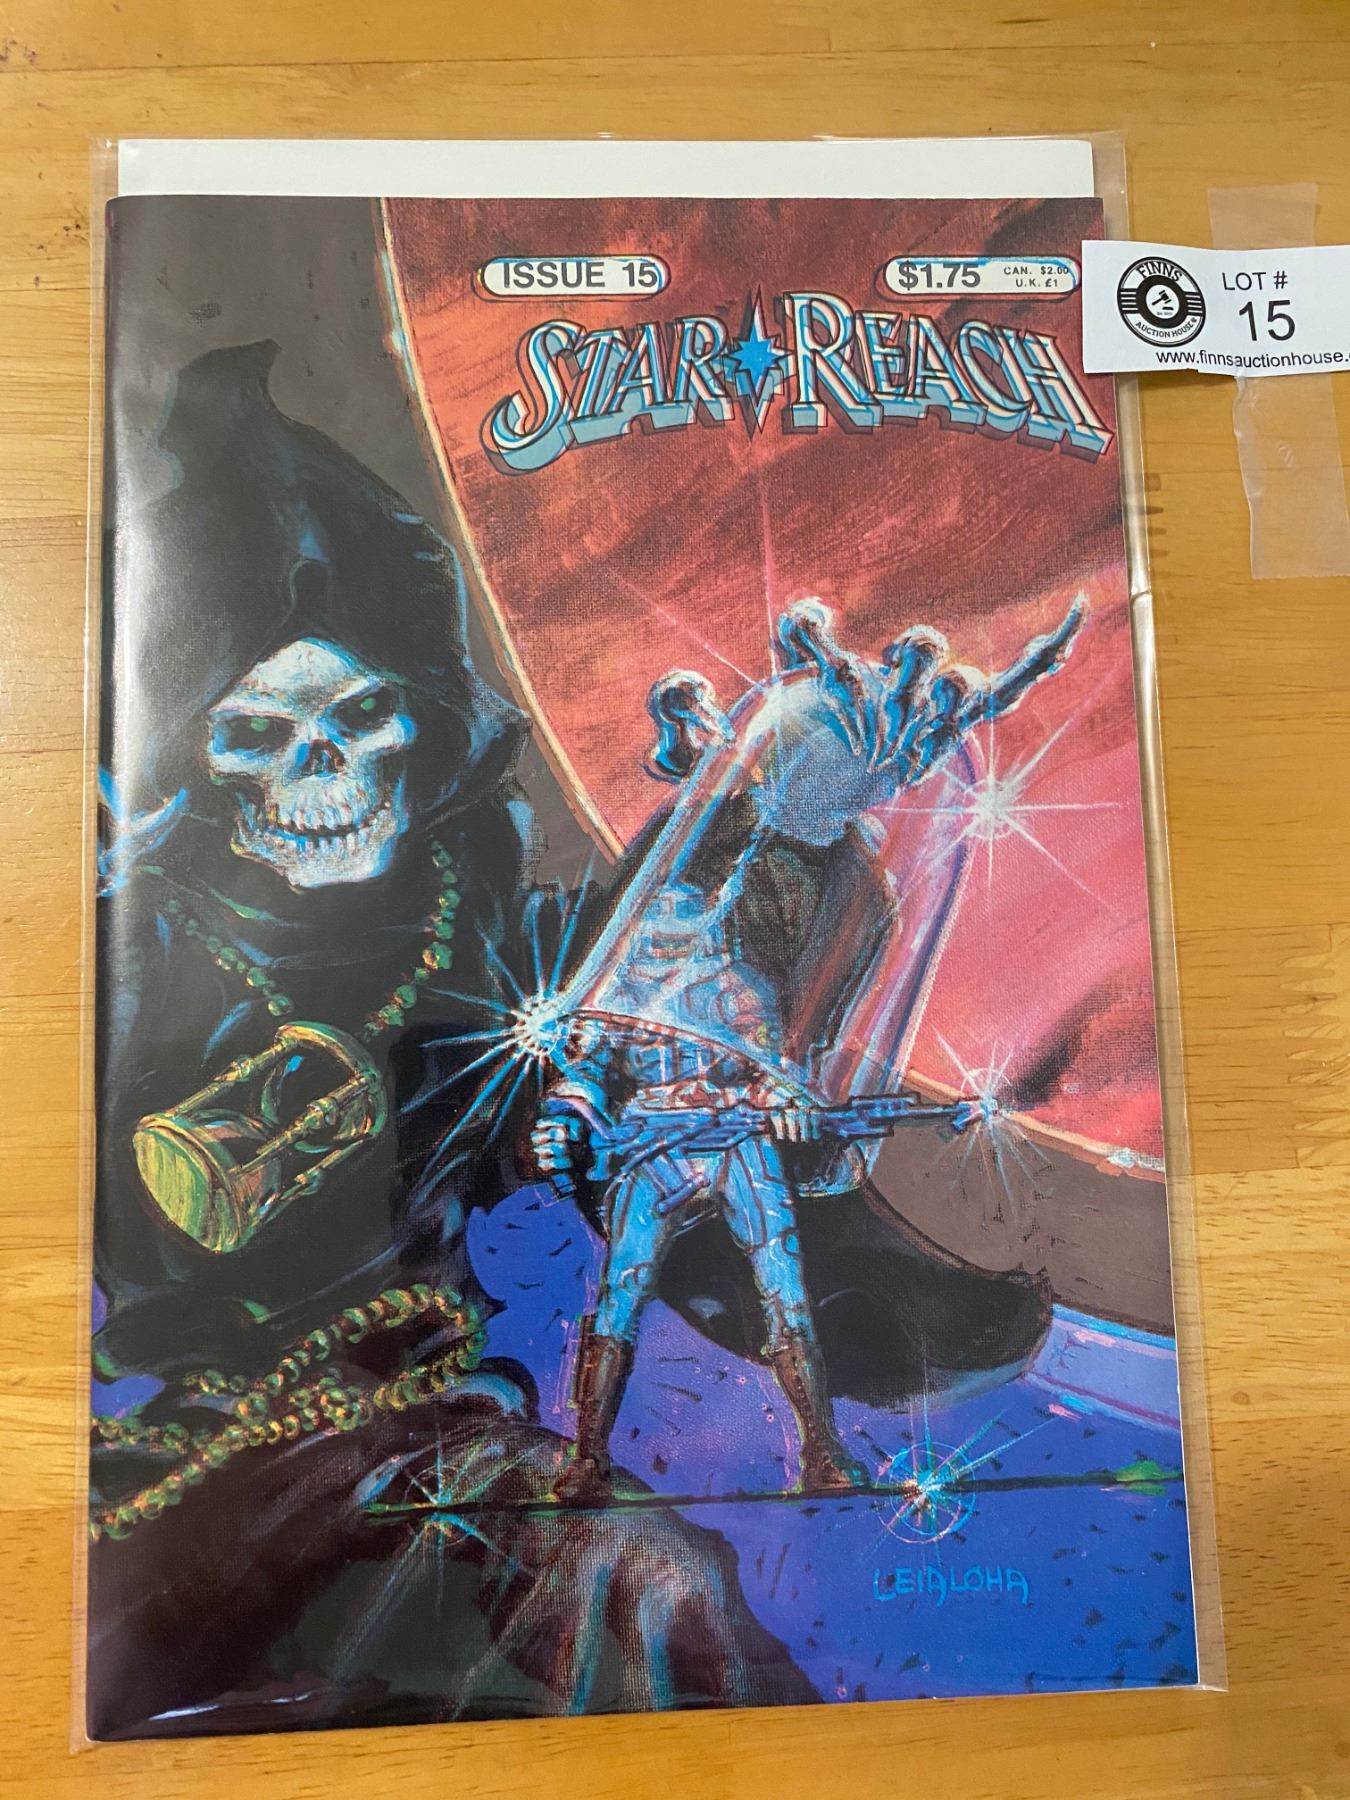 ISSUE 15
$1.75 CAN. $2.00
U.K. £1
STAR REACH
FINNS
AUCTION HOUSE
LOT #
15
www.finnsauctionhouse.
LEIALOHA